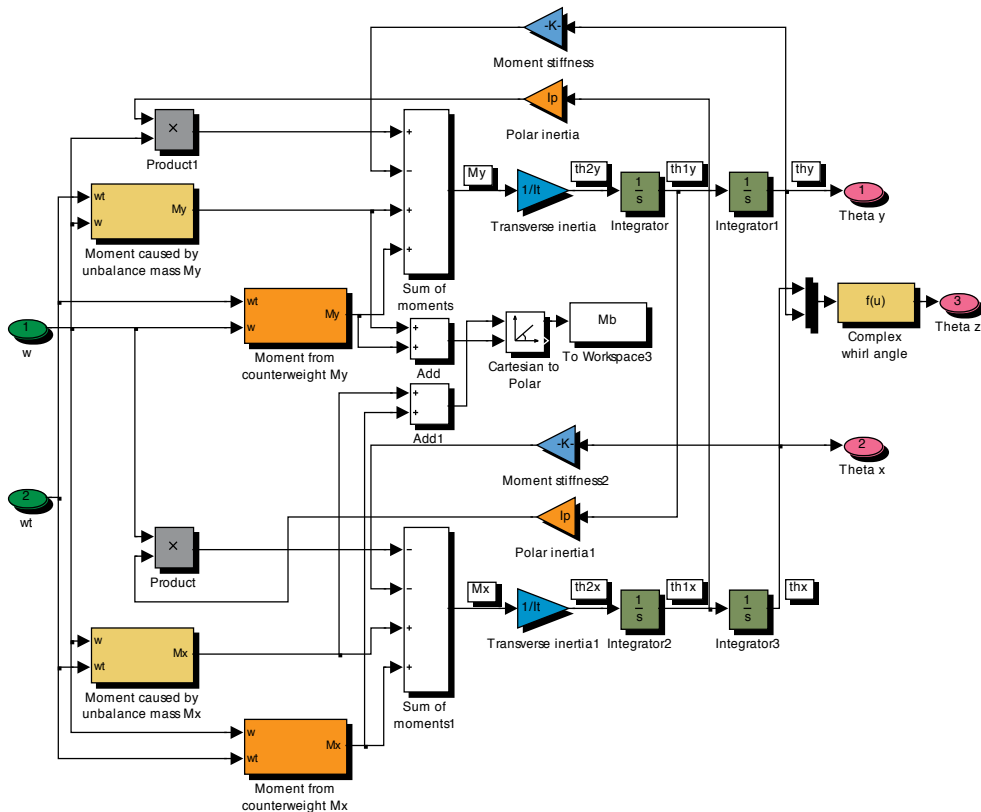 -K-
Moment stiffness
Ip
Polar inertia
×
Product1
+
−
+
+
Sum of
moments
My
1/It
Transverse inertia
th2y
1
s
Integrator
th1y
1
s
Integrator1
thy
1
Theta y
wt
w
My
Moment caused by
unbalance mass My
wt
w
My
Moment from
counterweight My
1
w
+
+
Add
+
+
Add1
Cartesian to
Polar
Mb
To Workspace3
f(u)
Complex
whirl angle
3
Theta z
-K-
Moment stiffness2
2
Theta x
2
wt
Ip
Polar inertia1
×
Product
−
−
+
+
Sum of
moments1
Mx
1/It
Transverse inertia1
th2x
1
s
Integrator2
th1x
1
s
Integrator3
thx
w
wt
Mx
Moment caused by
unbalance mass Mx
w
wt
Mx
Moment from
counterweight Mx